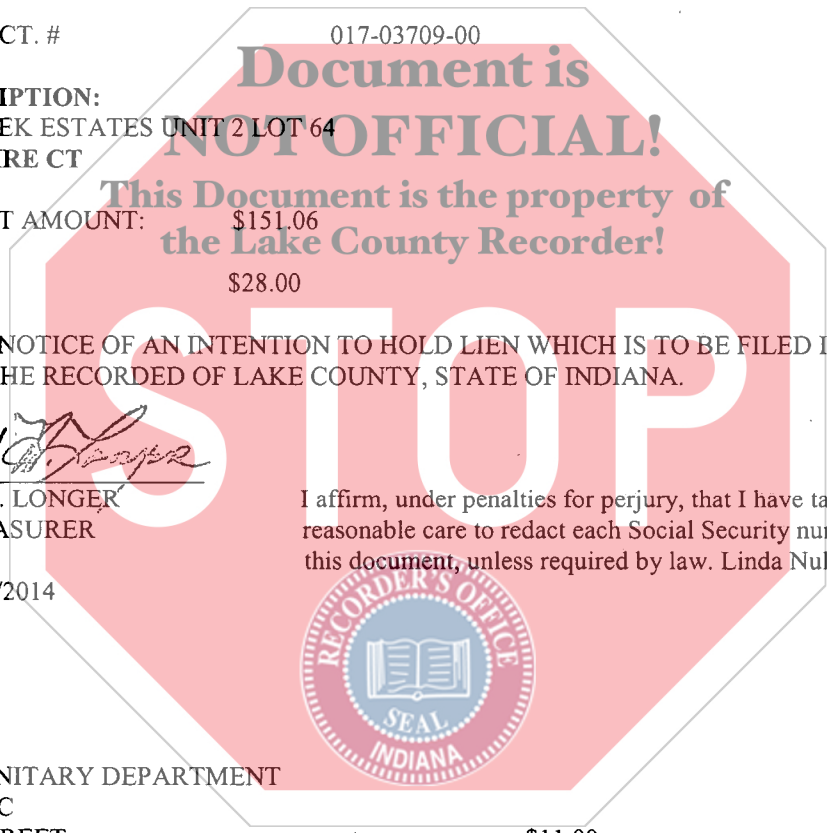 CT. # 017-03709-00
Document is
IPTION:
EK ESTATES UNIT 2 LOT 64
NOT OFFICIAL!
RE CT
This Document is the property of
T AMOUNT: $151.06
the Lake County Recorder!
$28.00
STOP
NOTICE OF AN INTENTION TO HOLD LIEN WHICH IS TO BE FILED I
HE RECORDED OF LAKE COUNTY, STATE OF INDIANA.
. LONGER
ASURER
I affirm, under penalties for perjury, that I have ta
reasonable care to redact each Social Security nu
this document, unless required by law. Linda Nul
/2014
RECORDER'S OFFICE
SEAL
INDIANA
NITARY DEPARTMENT
C
REET $11.00